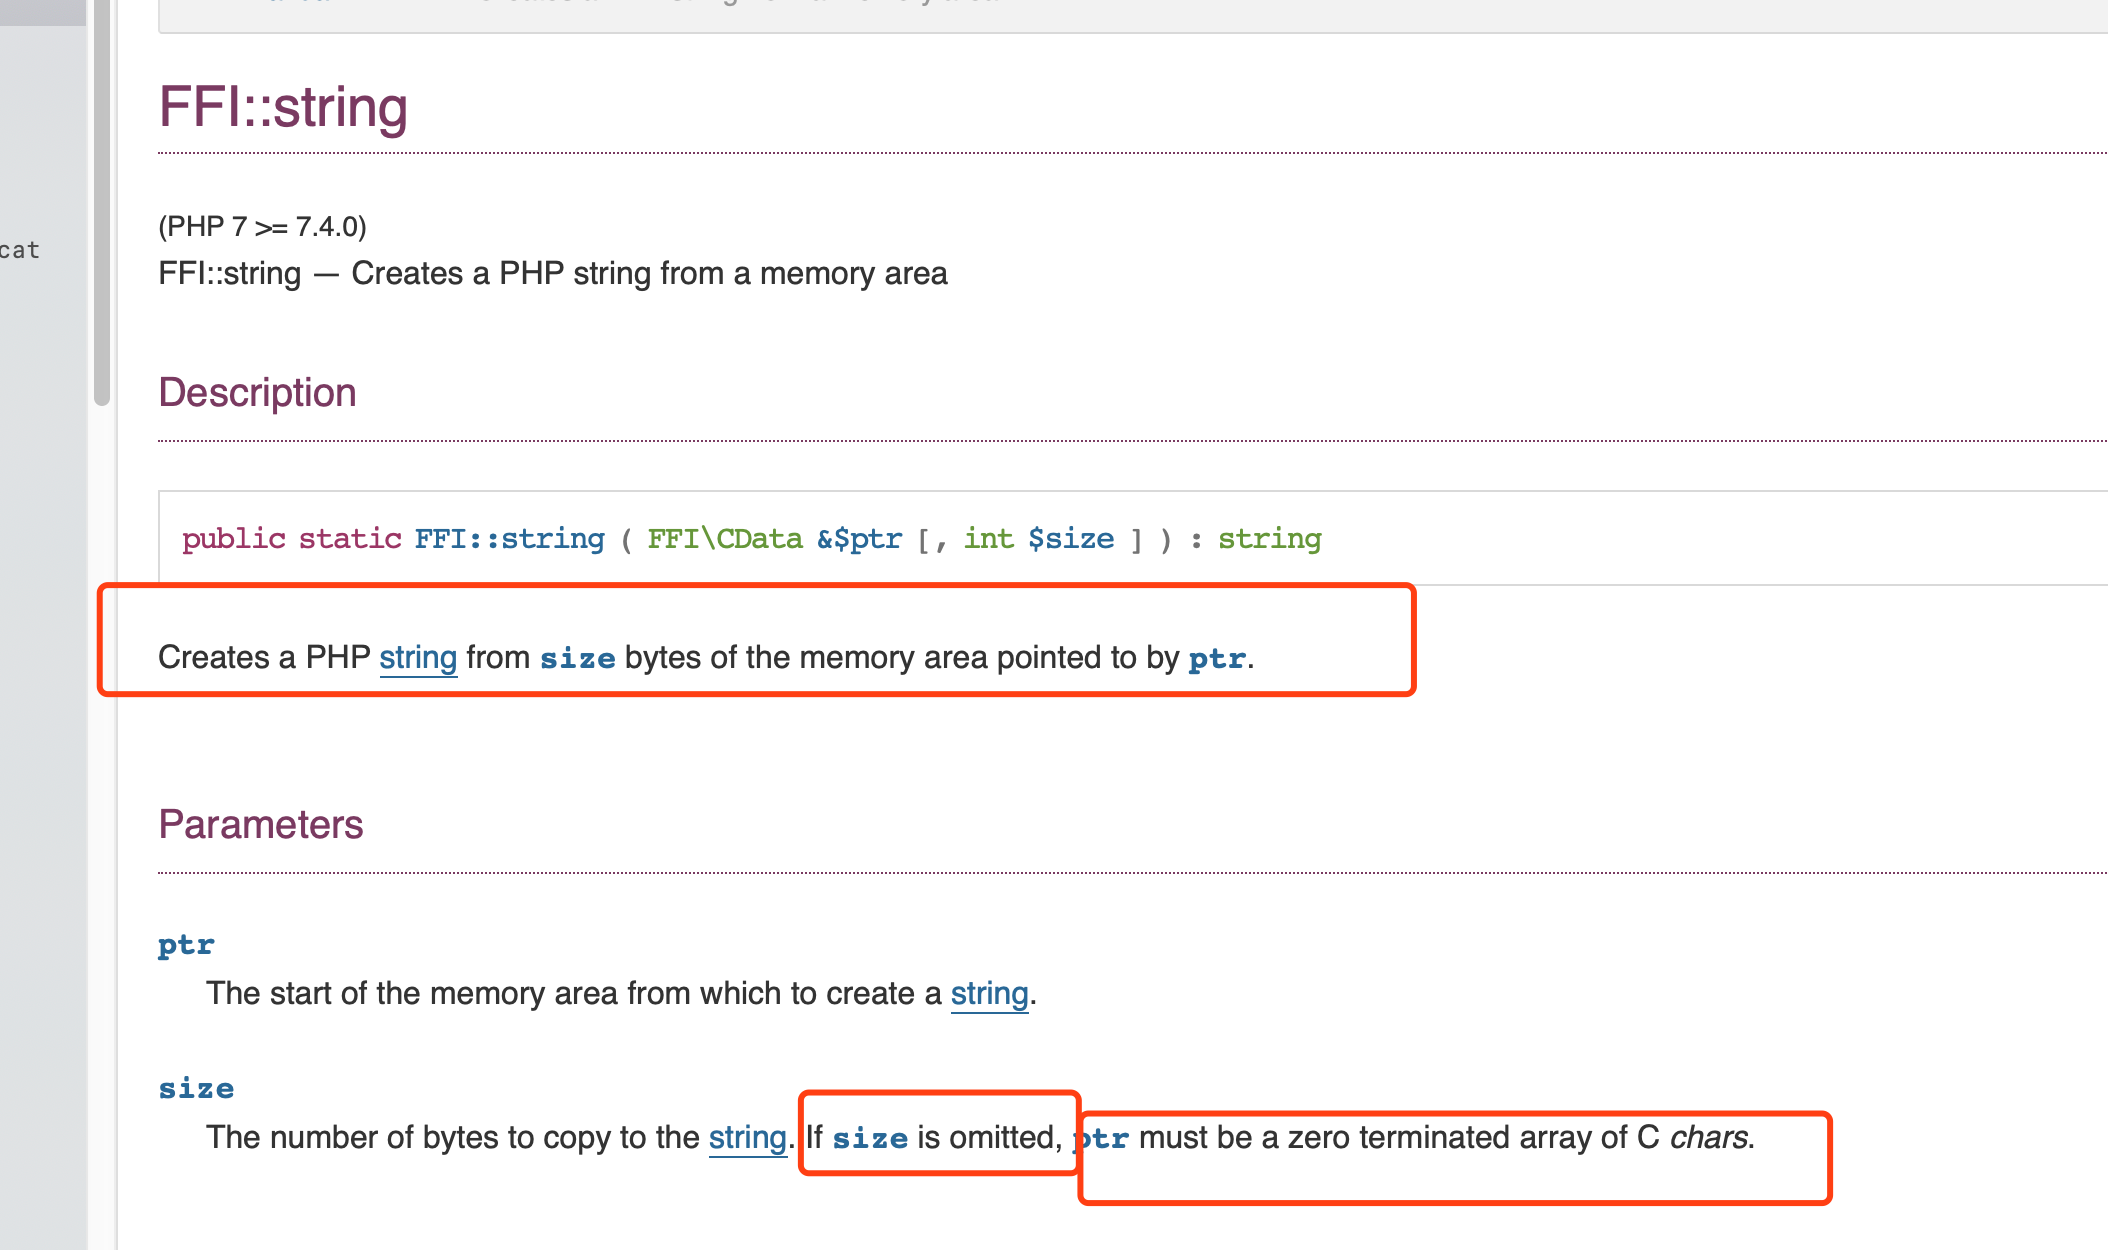 FFI::string
(PHP 7 >= 7.4.0)
cat
FFI::string — Creates a PHP string from a memory area
Description
public static FFI::string ( FFI\CData &$ptr [, int $size ] ) : string
Creates a PHP string from size bytes of the memory area pointed to by ptr.
Parameters
ptr
The start of the memory area from which to create a string.
size
The number of bytes to copy to the string. If size is omitted, ptr must be a zero terminated array of C chars.